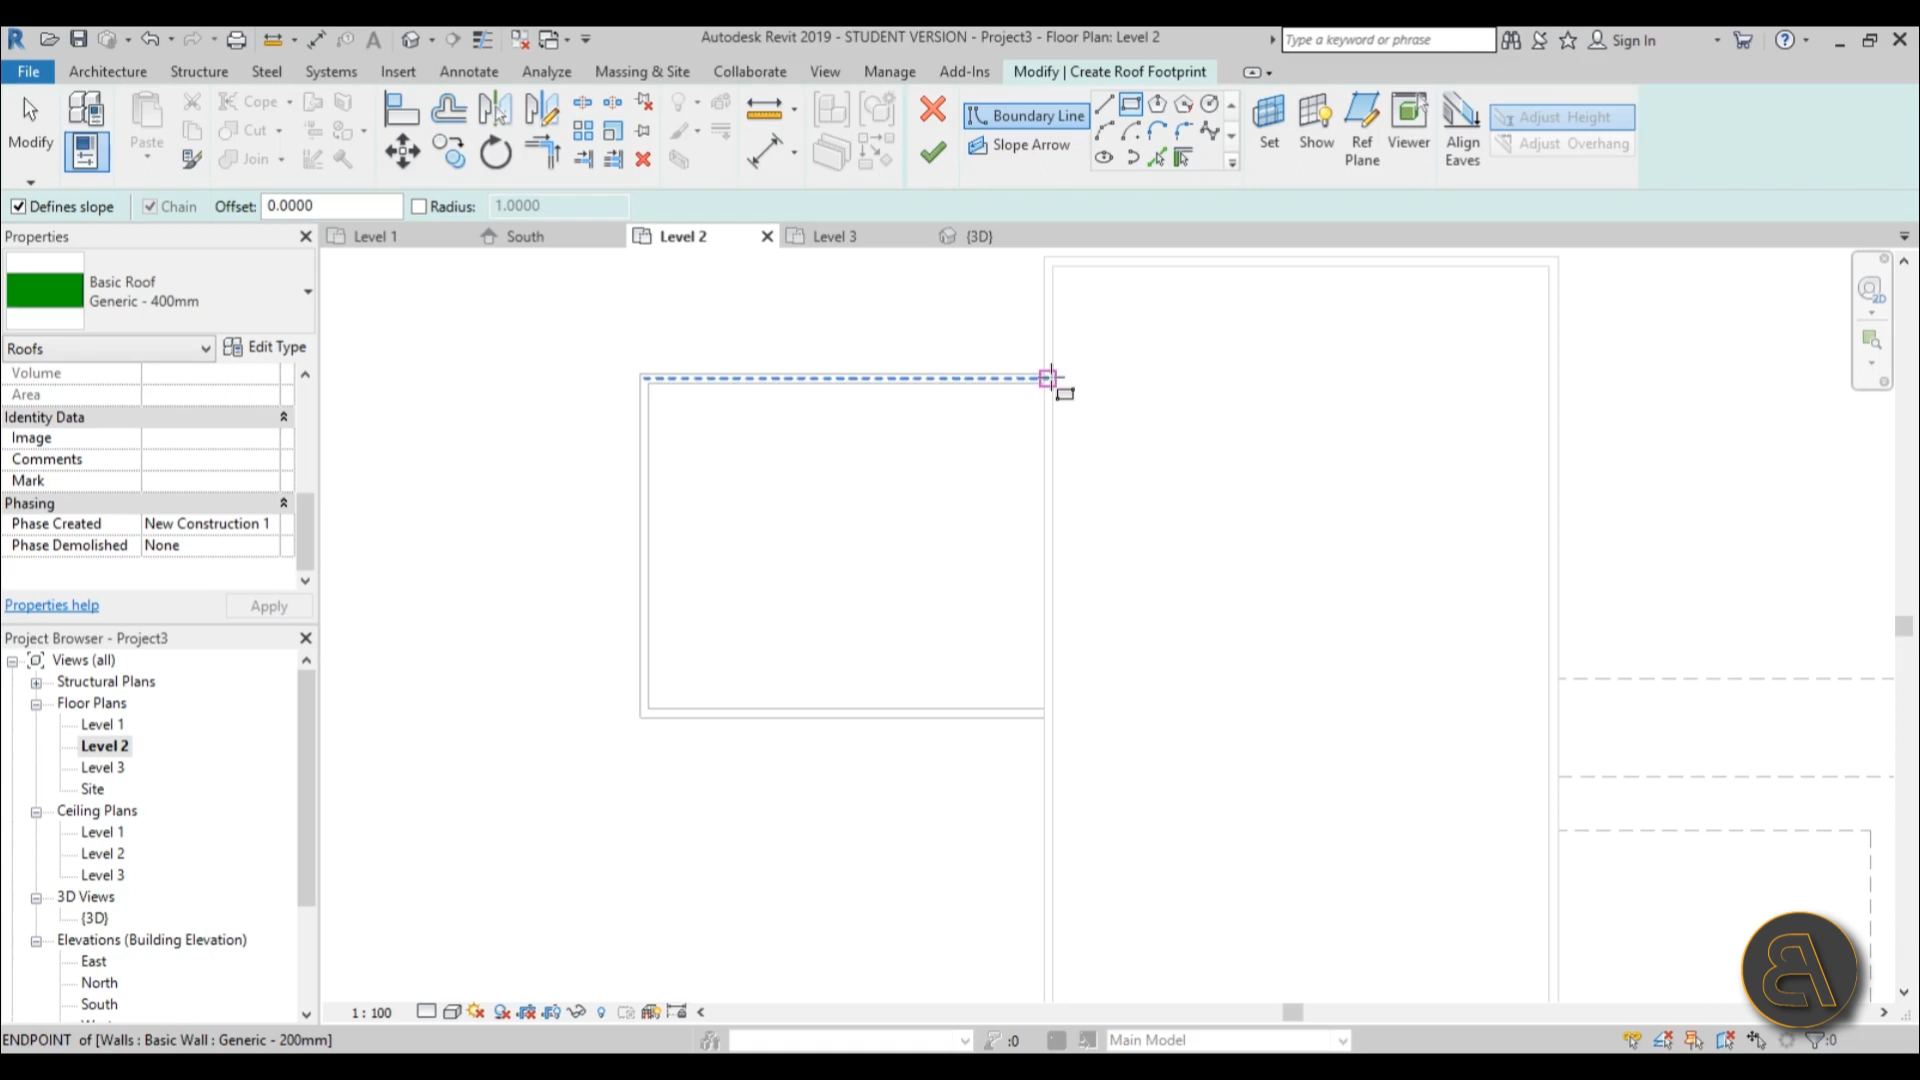 Autodesk Revit 2019 - STUDENT VERSION - Project3 - Floor Plan: Level 2
Type a keyword or phrase
Sign In
File Architecture Structure Steel Systems Insert Annotate Analyze Massing & Site Collaborate View Manage Add-Ins Modify | Create Roof Footprint
Modify
Paste
Cope
Cut
Join
Boundary Line
Slope Arrow
Set
Show
Ref Plane
Viewer
Align Eaves
Adjust Height
Adjust Overhang
Defines slope Chain Offset: 0.0000 Radius: 1.0000
Properties
Level 1 South Level 2 Level 3 {3D}
Basic Roof
Generic - 400mm
Roofs Edit Type
Volume
Area
Identity Data
Image
Comments
Mark
Phasing
Phase Created New Construction 1
Phase Demolished None
Properties help Apply
Project Browser - Project3
Views (all)
Structural Plans
Floor Plans
Level 1
Level 2
Level 3
Site
Ceiling Plans
Level 1
Level 2
Level 3
3D Views
{3D}
Elevations (Building Elevation)
East
North
South
2D
1 : 100
ENDPOINT of [Walls : Basic Wall : Generic - 200mm]
:0
Main Model
:0